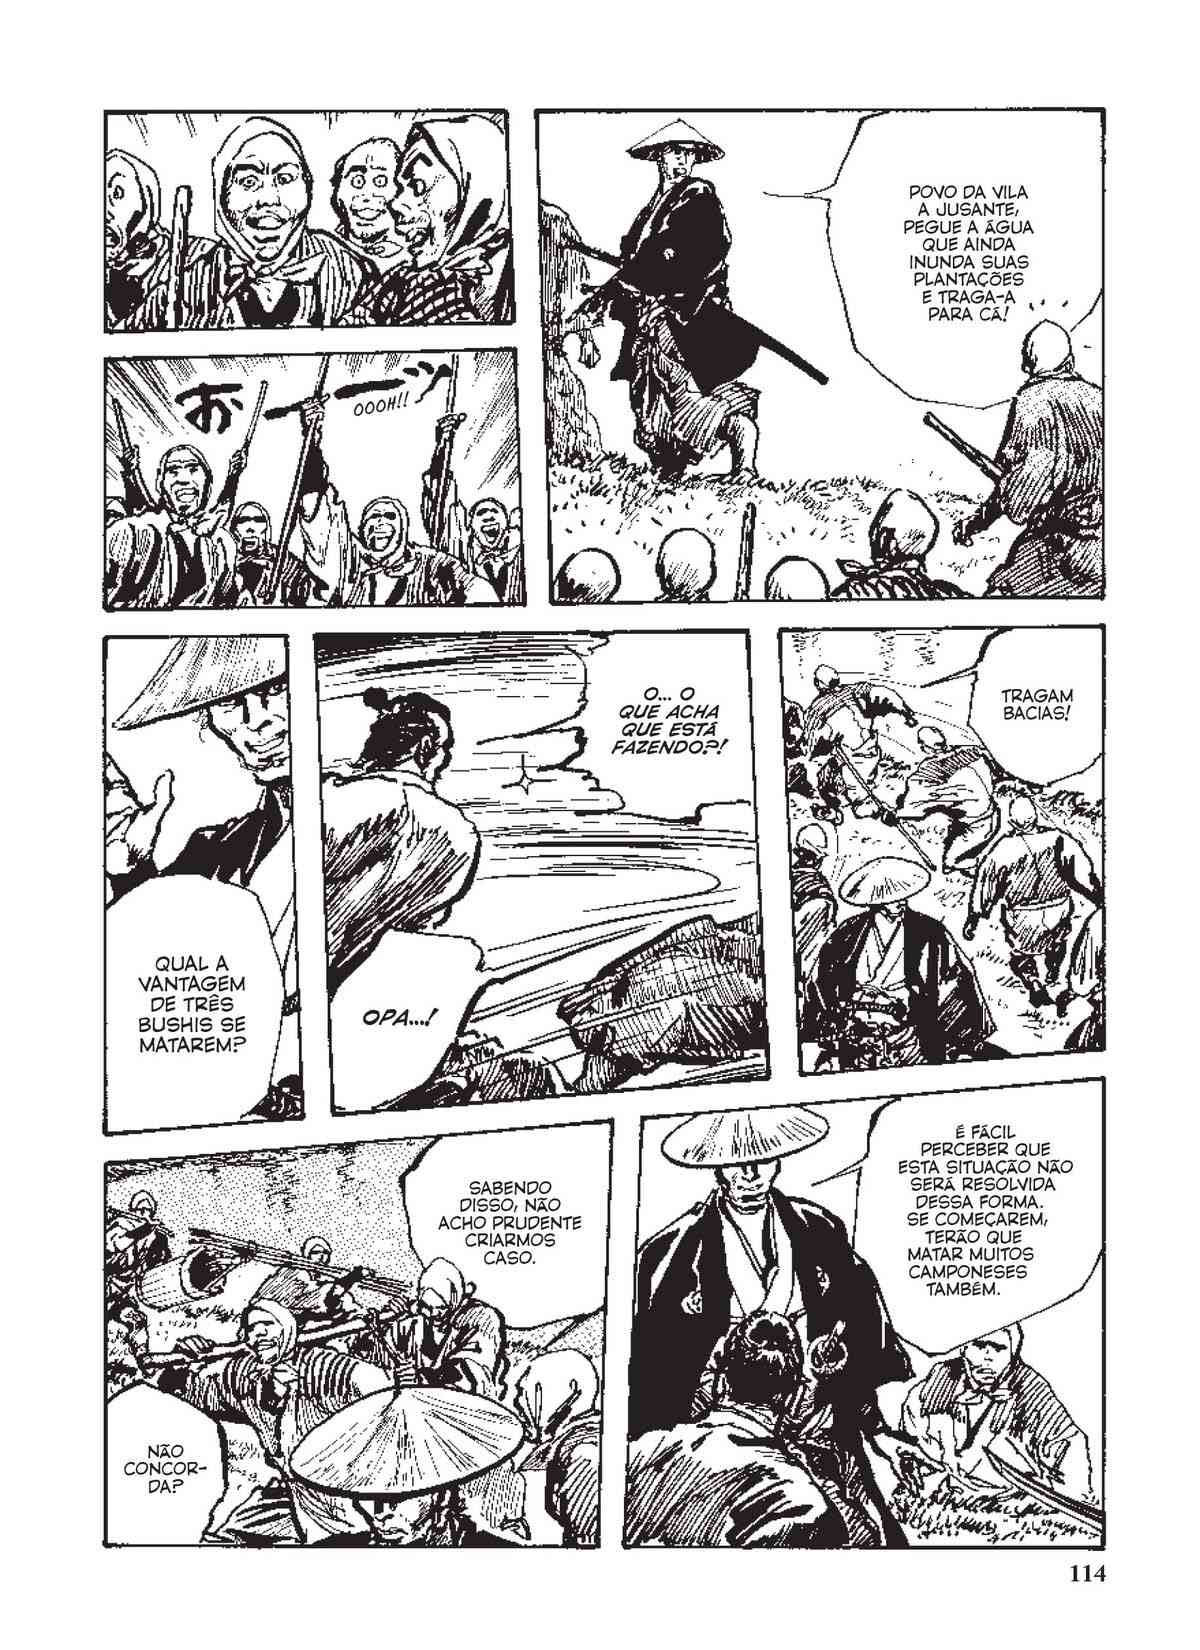 POVO DA VILA
A JUSANTE,
PEGUE A ÁGUA
QUE AINDA
INUNDA SUAS
PLANTAÇÕES
E TRAGA-A
PARA CÁ!
おーッ
OOOH!!
TRAGAM
BACIAS!
O... O
QUE ACHA
QUE ESTÁ
FAZENDO?!
OPA...!
QUAL A
VANTAGEM
DE TRÊS
BUSHIS SE
MATAREM?
É FÁCIL
PERCEBER QUE
ESTA SITUAÇÃO NÃO
SERÁ RESOLVIDA
DESSA FORMA.
SE COMEÇAREM,
TERÃO QUE
MATAR MUITOS
CAMPONESES
TAMBÉM.
SABENDO
DISSO, NÃO
ACHO PRUDENTE
CRIARMOS
CASO.
NÃO
CONCOR-
DA?
114